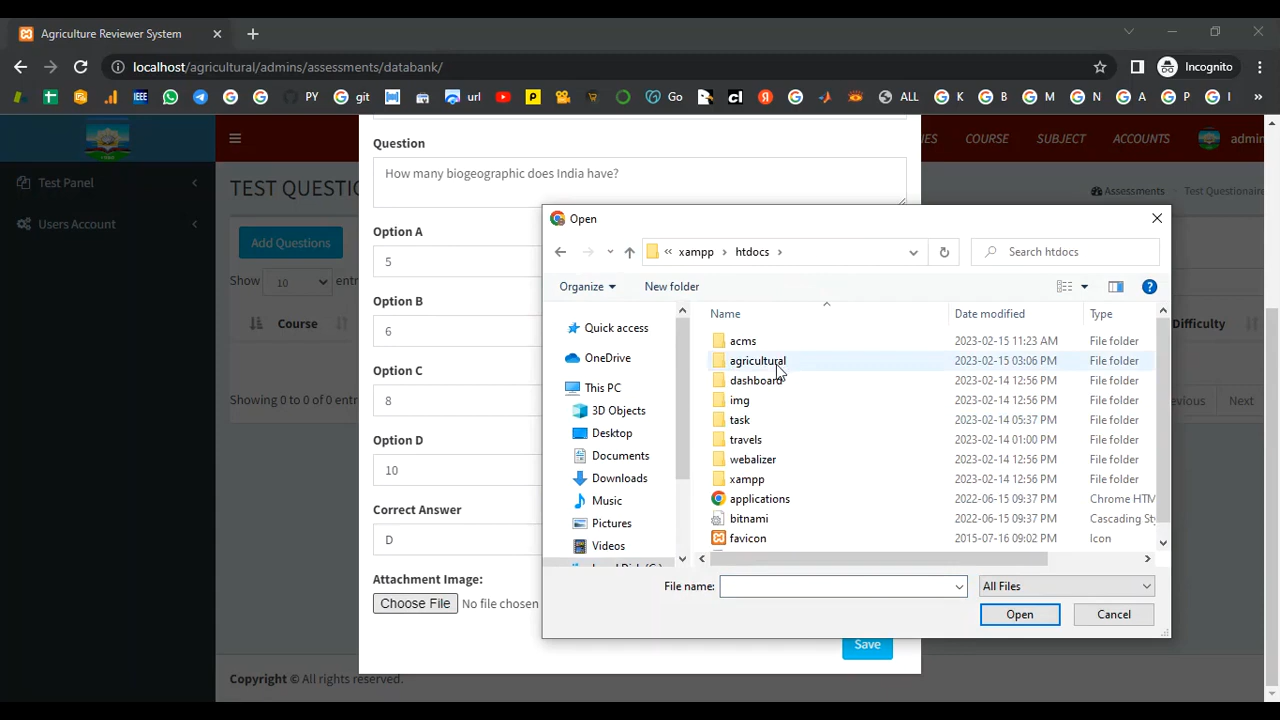 Agriculture Reviewer System
localhost/agricultural/admins/assessments/databank/
Incognito
IEEE
PY
git
url
P
Go
cl
ALL
K
B
M
N
A
P
I
»
COURSE
SUBJECT
ACCOUNTS
admin
Test Panel
Users Account
TEST QUESTIO
Assessments
Test Questionaire
Add Questions
Show
10
entr
Course
Difficulty
Showing 0 to 0 of 0 entr
Previous
Next
Copyright © All rights reserved.
Question
How many biogeographic does India have?
Option A
5
Option B
6
Option C
8
Option D
10
Correct Answer
D
Attachment Image:
Choose File No file chosen
Save
Open
« xampp › htdocs ›
Search htdocs
Organize
New folder
Quick access
OneDrive
This PC
3D Objects
Desktop
Documents
Downloads
Music
Pictures
Videos
Local Disk (C:)
Name Date modified Type
acms 2023-02-15 11:23 AM File folder
agricultural 2023-02-15 03:06 PM File folder
dashboard 2023-02-14 12:56 PM File folder
img 2023-02-14 12:56 PM File folder
task 2023-02-14 05:37 PM File folder
travels 2023-02-14 01:00 PM File folder
webalizer 2023-02-14 12:56 PM File folder
xampp 2023-02-14 12:56 PM File folder
applications 2022-06-15 09:37 PM Chrome HTM
bitnami 2022-06-15 09:37 PM Cascading St
favicon 2015-07-16 09:02 PM Icon
File name:
All Files
Open
Cancel